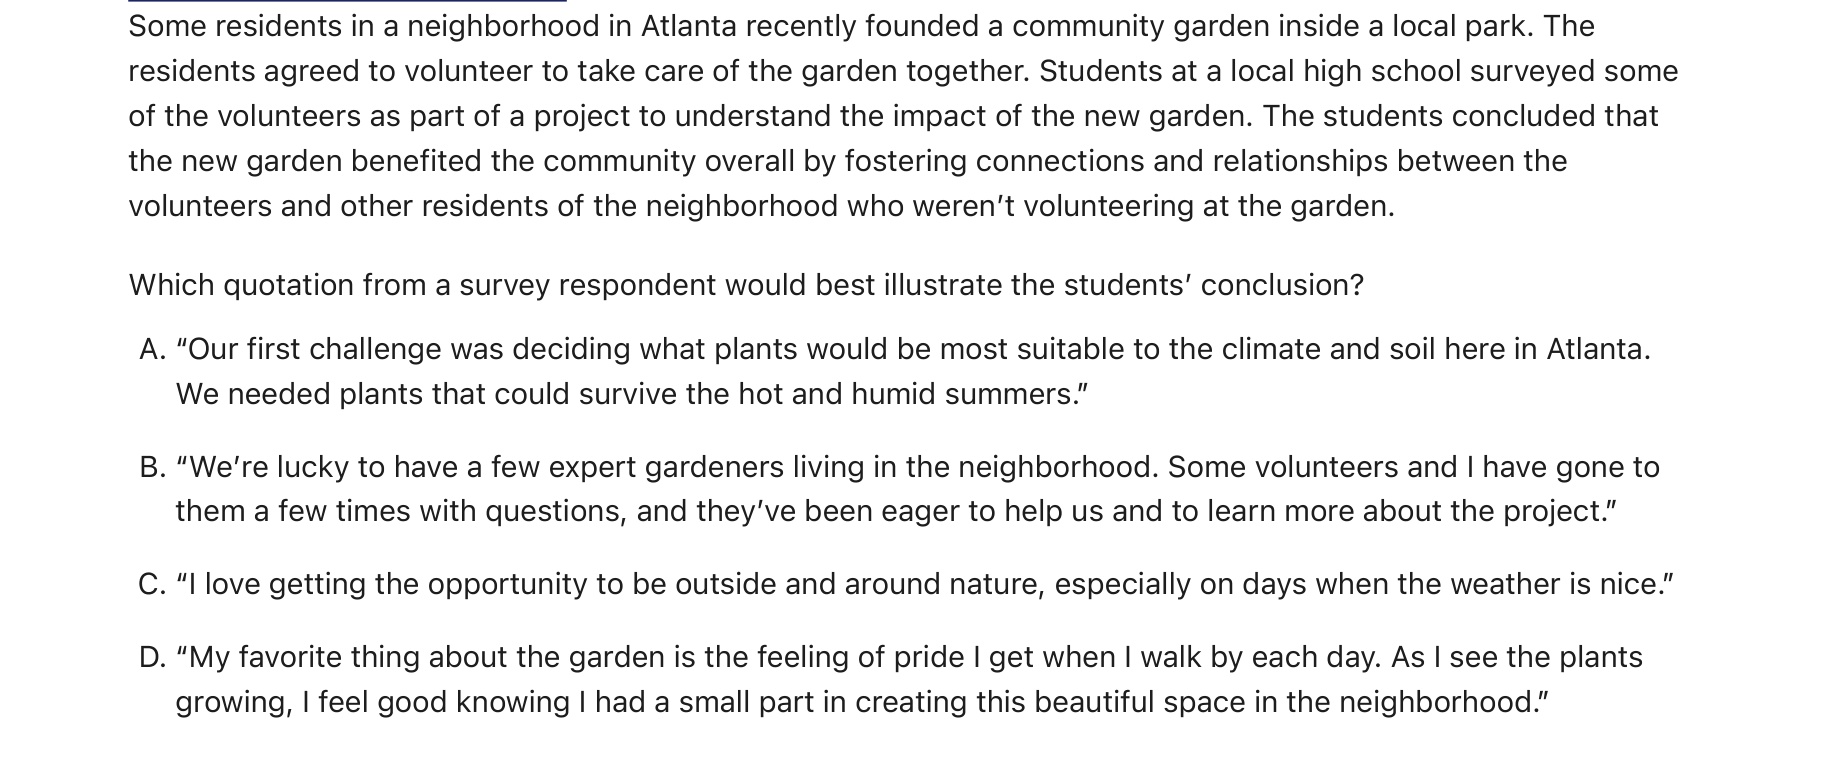 Some residents in a neighborhood in Atlanta recently founded a community garden inside a local park. The
residents agreed to volunteer to take care of the garden together. Students at a local high school surveyed some
of the volunteers as part of a project to understand the impact of the new garden. The students concluded that
the new garden benefited the community overall by fostering connections and relationships between the
volunteers and other residents of the neighborhood who weren’t volunteering at the garden.
Which quotation from a survey respondent would best illustrate the students’ conclusion?
A. “Our first challenge was deciding what plants would be most suitable to the climate and soil here in Atlanta.
We needed plants that could survive the hot and humid summers.”
B. “We’re lucky to have a few expert gardeners living in the neighborhood. Some volunteers and I have gone to
them a few times with questions, and they’ve been eager to help us and to learn more about the project.”
C. “I love getting the opportunity to be outside and around nature, especially on days when the weather is nice.”
D. “My favorite thing about the garden is the feeling of pride I get when I walk by each day. As I see the plants
growing, I feel good knowing I had a small part in creating this beautiful space in the neighborhood.”